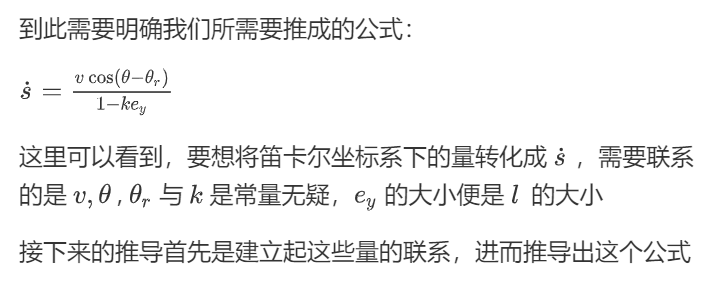 到此需要明确我们所需要推成的公式：
ṡ = v cos(θ−θ_r) / 1−ke_y
这里可以看到，要想将笛卡尔坐标系下的量转化成 ṡ ，需要联系
的是 v, θ , θ_r 与 k 是常量无疑，e_y 的大小便是 l 的大小
接下来的推导首先是建立起这些量的联系，进而推导出这个公式